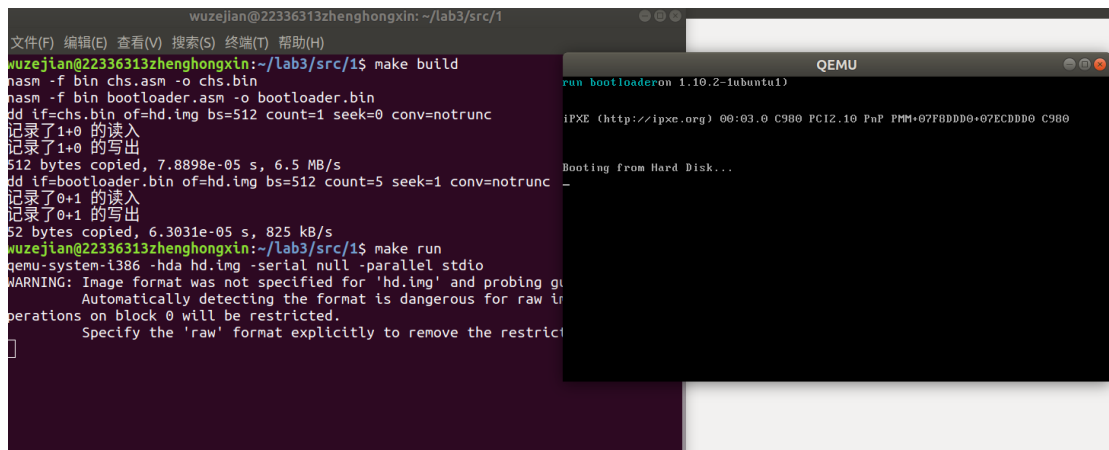 wuzejian@22336313zhenghongxin: ~/lab3/src/1
文件(F) 编辑(E) 查看(V) 搜索(S) 终端(T) 帮助(H)
wuzejian@22336313zhenghongxin:~/lab3/src/1$ make build
nasm -f bin chs.asm -o chs.bin
nasm -f bin bootloader.asm -o bootloader.bin
dd if=chs.bin of=hd.img bs=512 count=1 seek=0 conv=notrunc
记录了1+0 的读入
记录了1+0 的写出
512 bytes copied, 7.8898e-05 s, 6.5 MB/s
dd if=bootloader.bin of=hd.img bs=512 count=5 seek=1 conv=notrunc
记录了0+1 的读入
记录了0+1 的写出
52 bytes copied, 6.3031e-05 s, 825 kB/s
wuzejian@22336313zhenghongxin:~/lab3/src/1$ make run
qemu-system-i386 -hda hd.img -serial null -parallel stdio
WARNING: Image format was not specified for 'hd.img' and probing gu
Automatically detecting the format is dangerous for raw im
perations on block 0 will be restricted.
Specify the 'raw' format explicitly to remove the restrict
QEMU
run bootloaderon 1.10.2-1ubuntu1)
iPXE (http://ipxe.org) 00:03.0 C980 PCI2.10 PnP PMM+07F8DDD0+07ECDDD0 C980
Booting from Hard Disk...